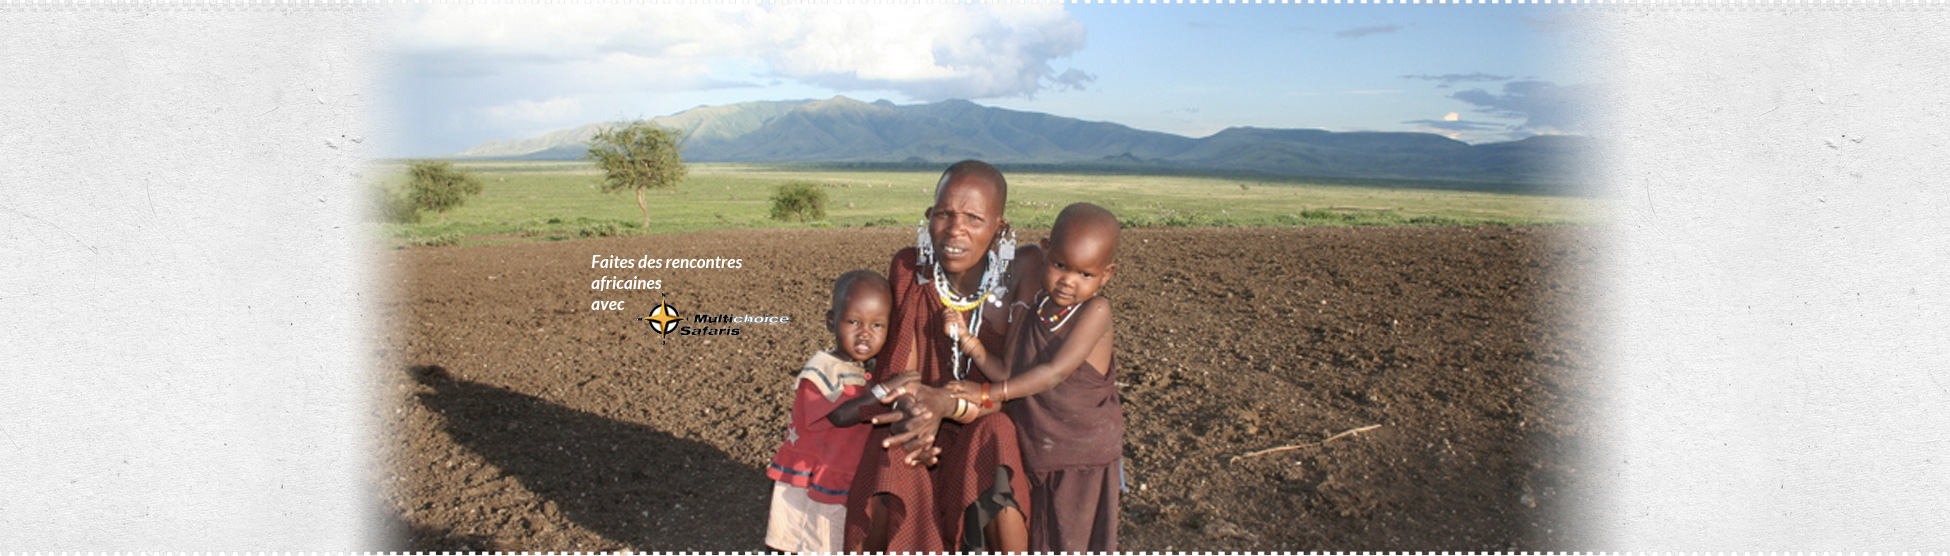 Faites des rencontres
africaines
avec
Multichoice
Safaris